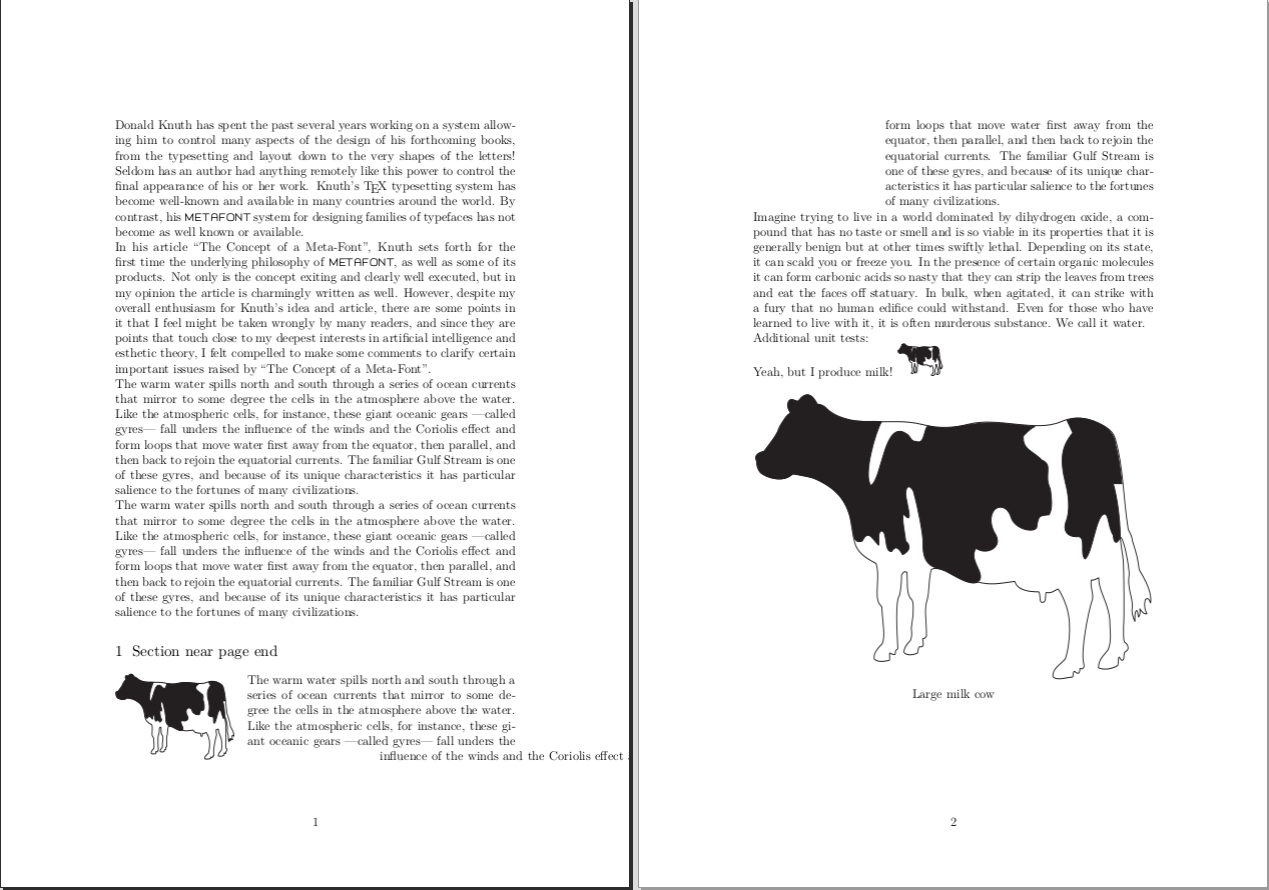 Donald Knuth has spent the past several years working on a system allow-
ing him to control many aspects of the design of his forthcoming books,
from the typesetting and layout down to the very shapes of the letters!
Seldom has an author had anything remotely like this power to control the
final appearance of his or her work. Knuth's TEX typesetting system has
become well-known and available in many countries around the world. By
contrast, his METAFONT system for designing families of typefaces has not
become as well known or available.
In his article “The Concept of a Meta-Font”, Knuth sets forth for the
first time the underlying philosophy of METAFONT, as well as some of its
products. Not only is the concept exiting and clearly well executed, but in
my opinion the article is charmingly written as well. However, despite my
overall enthusiasm for Knuth's idea and article, there are some points in
it that I feel might be taken wrongly by many readers, and since they are
points that touch close to my deepest interests in artificial intelligence and
esthetic theory, I felt compelled to make some comments to clarify certain
important issues raised by “The Concept of a Meta-Font”.
The warm water spills north and south through a series of ocean currents
that mirror to some degree the cells in the atmosphere above the water.
Like the atmospheric cells, for instance, these giant oceanic gears —called
gyres— fall unders the influence of the winds and the Coriolis effect and
form loops that move water first away from the equator, then parallel, and
then back to rejoin the equatorial currents. The familiar Gulf Stream is one
of these gyres, and because of its unique characteristics it has particular
salience to the fortunes of many civilizations.
The warm water spills north and south through a series of ocean currents
that mirror to some degree the cells in the atmosphere above the water.
Like the atmospheric cells, for instance, these giant oceanic gears —called
gyres— fall unders the influence of the winds and the Coriolis effect and
form loops that move water first away from the equator, then parallel, and
then back to rejoin the equatorial currents. The familiar Gulf Stream is one
of these gyres, and because of its unique characteristics it has particular
salience to the fortunes of many civilizations.
1 Section near page end
The warm water spills north and south through a
series of ocean currents that mirror to some de-
gree the cells in the atmosphere above the water.
Like the atmospheric cells, for instance, these gi-
ant oceanic gears —called gyres— fall unders the
influence of the winds and the Coriolis effect
1
form loops that move water first away from the
equator, then parallel, and then back to rejoin the
equatorial currents. The familiar Gulf Stream is
one of these gyres, and because of its unique char-
acteristics it has particular salience to the fortunes
of many civilizations.
Imagine trying to live in a world dominated by dihydrogen oxide, a com-
pound that has no taste or smell and is so viable in its properties that it is
generally benign but at other times swiftly lethal. Depending on its state,
it can scald you or freeze you. In the presence of certain organic molecules
it can form carbonic acids so nasty that they can strip the leaves from trees
and eat the faces off statuary. In bulk, when agitated, it can strike with
a fury that no human edifice could withstand. Even for those who have
learned to live with it, it is often murderous substance. We call it water.
Additional unit tests:
Yeah, but I produce milk!
Large milk cow
2